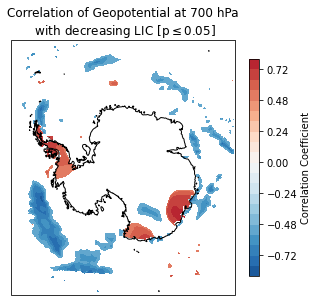 Correlation of Geopotential at 700 hPa
with decreasing LIC [p ≤ 0.05]
0.72
0.48
0.24
0.00
−0.24
−0.48
−0.72
Correlation Coefficient